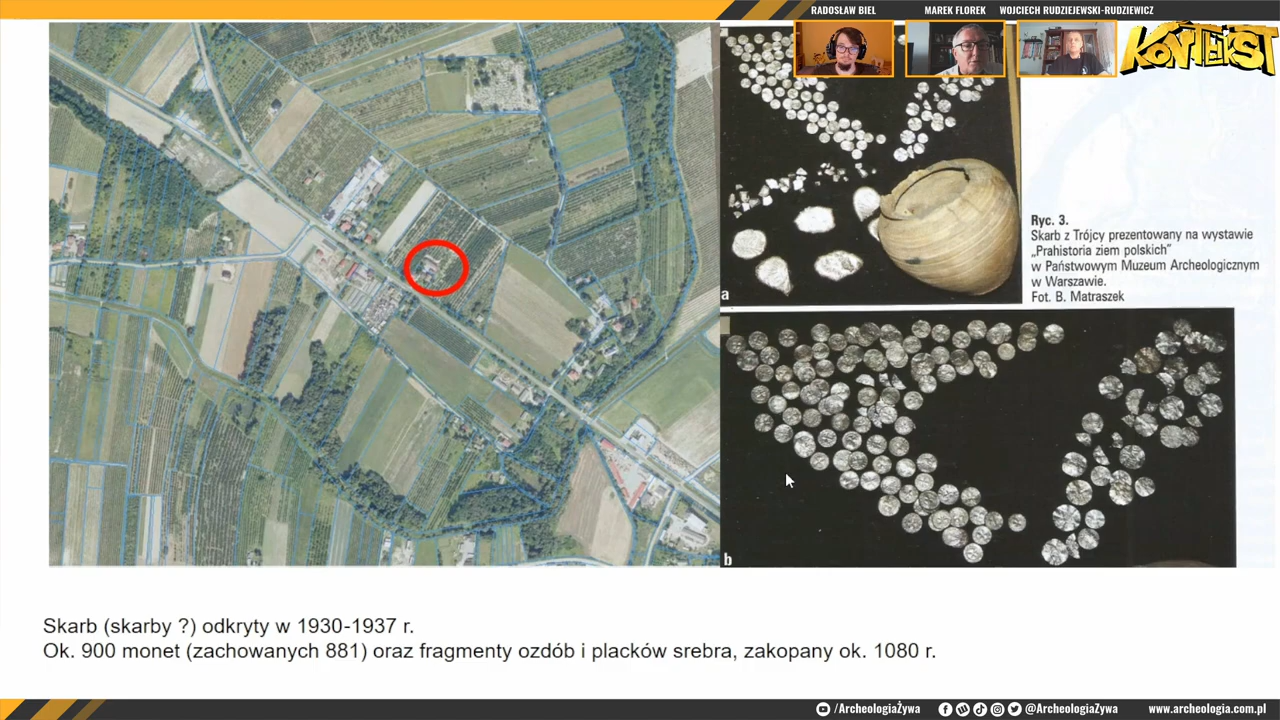 RADOSŁAW BIEL
MAREK FLOREK
WOJCIECH RUDZIEJEWSKI-RUDZIEWICZ
KONTEKST
Ryc. 3.
Skarb z Trójcy prezentowany na wystawie
„Prahistoria ziem polskich”
w Państwowym Muzeum Archeologicznym
w Warszawie.
Fot. B. Matraszek
a
b
Skarb (skarby ?) odkryty w 1930-1937 r.
Ok. 900 monet (zachowanych 881) oraz fragmenty ozdób i placków srebra, zakopany ok. 1080 r.
/ArcheologiaŻywa
@ArcheologiaŻywa
www.archeologia.com.pl